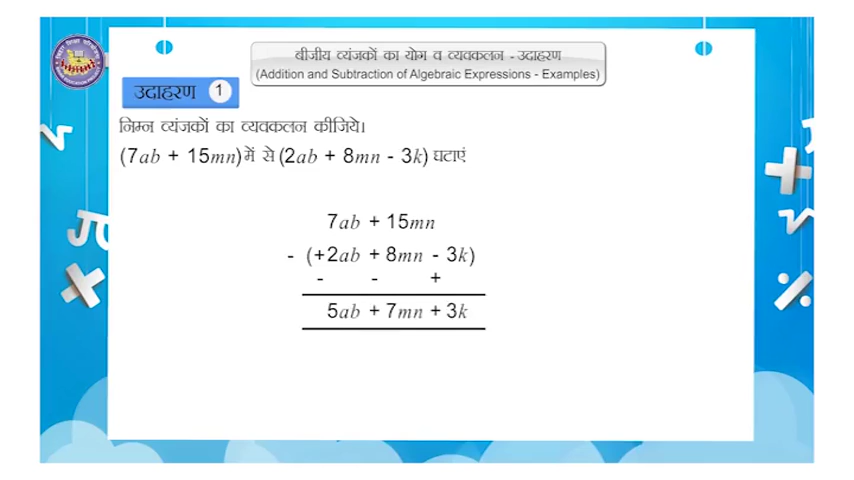 बीजीय व्यंजकों का योग व व्यवकलन - उदाहरण
(Addition and Subtraction of Algebraic Expressions - Examples)
उदाहरण 1
निम्न व्यंजकों का व्यवकलन कीजिये।
(7ab + 15mn) में से (2ab + 8mn - 3k) घटाएं
7ab + 15mn
- (+2ab + 8mn - 3k)
- - +
5ab + 7mn + 3k